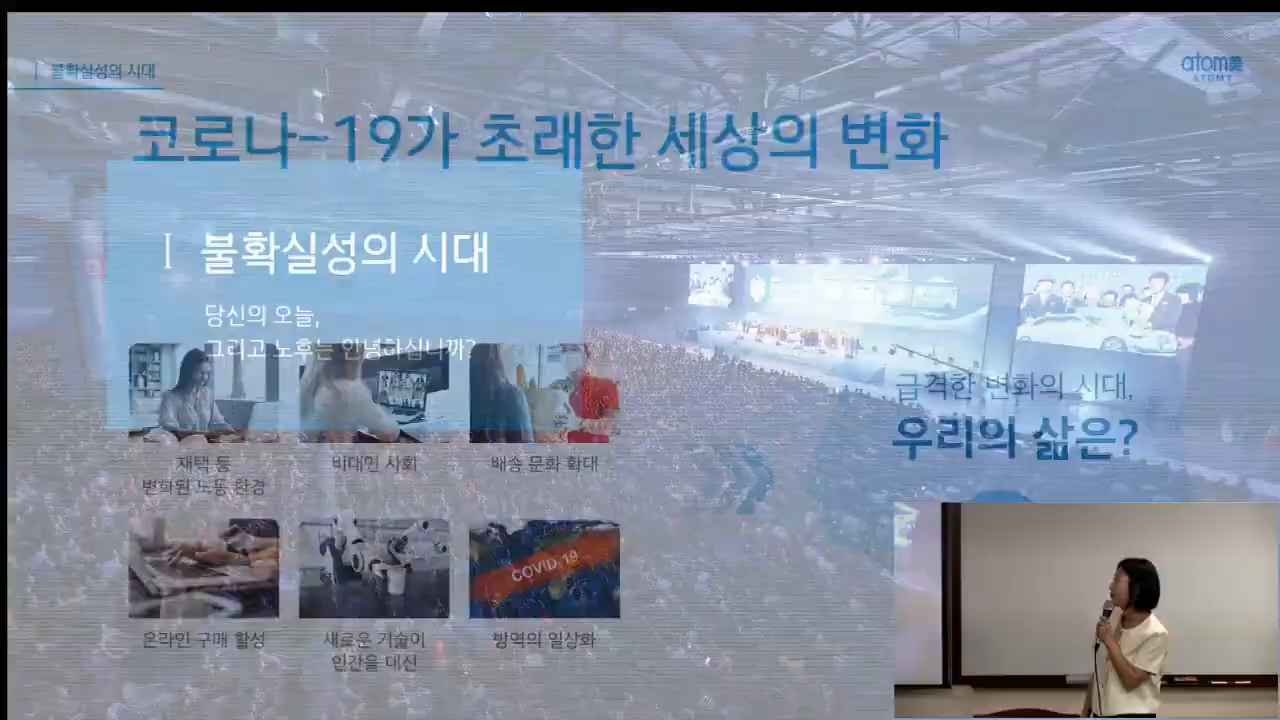 Ⅰ 불확실성의 시대
atom美
ATOMY
코로나-19가 초래한 세상의 변화
Ⅰ 불확실성의 시대
당신의 오늘,
그리고 노후는 안녕하십니까?
급격한 변화의 시대,
우리의 삶은?
재택 등
변화된 노동 환경
비대면 사회
배송 문화 확대
COVID 19
온라인 구매 활성
새로운 기술이
인간을 대신
방역의 일상화